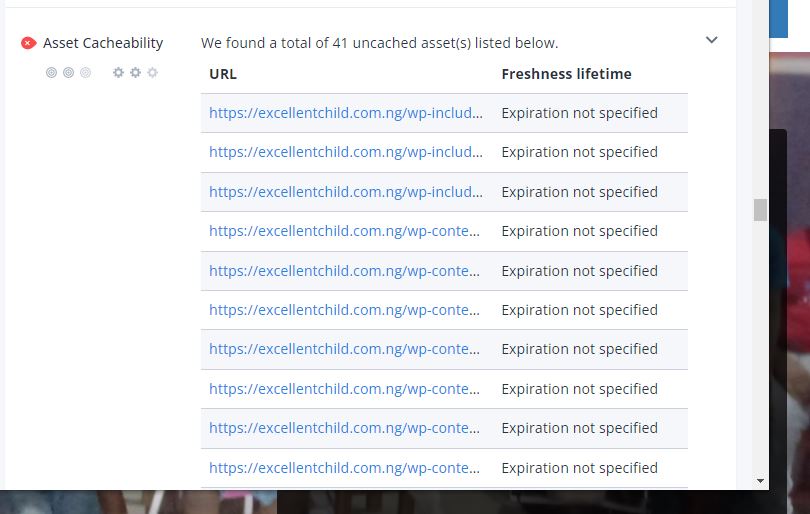 Asset Cacheability
We found a total of 41 uncached asset(s) listed below.
URL Freshness lifetime
https://excellentchild.com.ng/wp-includ... Expiration not specified
https://excellentchild.com.ng/wp-includ... Expiration not specified
https://excellentchild.com.ng/wp-includ... Expiration not specified
https://excellentchild.com.ng/wp-conte... Expiration not specified
https://excellentchild.com.ng/wp-conte... Expiration not specified
https://excellentchild.com.ng/wp-conte... Expiration not specified
https://excellentchild.com.ng/wp-conte... Expiration not specified
https://excellentchild.com.ng/wp-conte... Expiration not specified
https://excellentchild.com.ng/wp-conte... Expiration not specified
https://excellentchild.com.ng/wp-conte... Expiration not specified